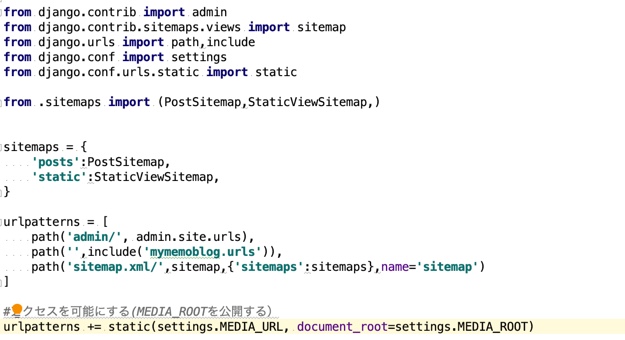 from django.contrib import admin
from django.contrib.sitemaps.views import sitemap
from django.urls import path,include
from django.conf import settings
from django.conf.urls.static import static
from .sitemaps import (PostSitemap,StaticViewSitemap,)
sitemaps = {
    'posts':PostSitemap,
    'static':StaticViewSitemap,
}
urlpatterns = [
    path('admin/', admin.site.urls),
    path('',include('mymemoblog.urls')),
    path('sitemap.xml/',sitemap,{'sitemaps':sitemaps},name='sitemap')
]
#クセスを可能にする(MEDIA_ROOTを公開する）
urlpatterns += static(settings.MEDIA_URL, document_root=settings.MEDIA_ROOT)